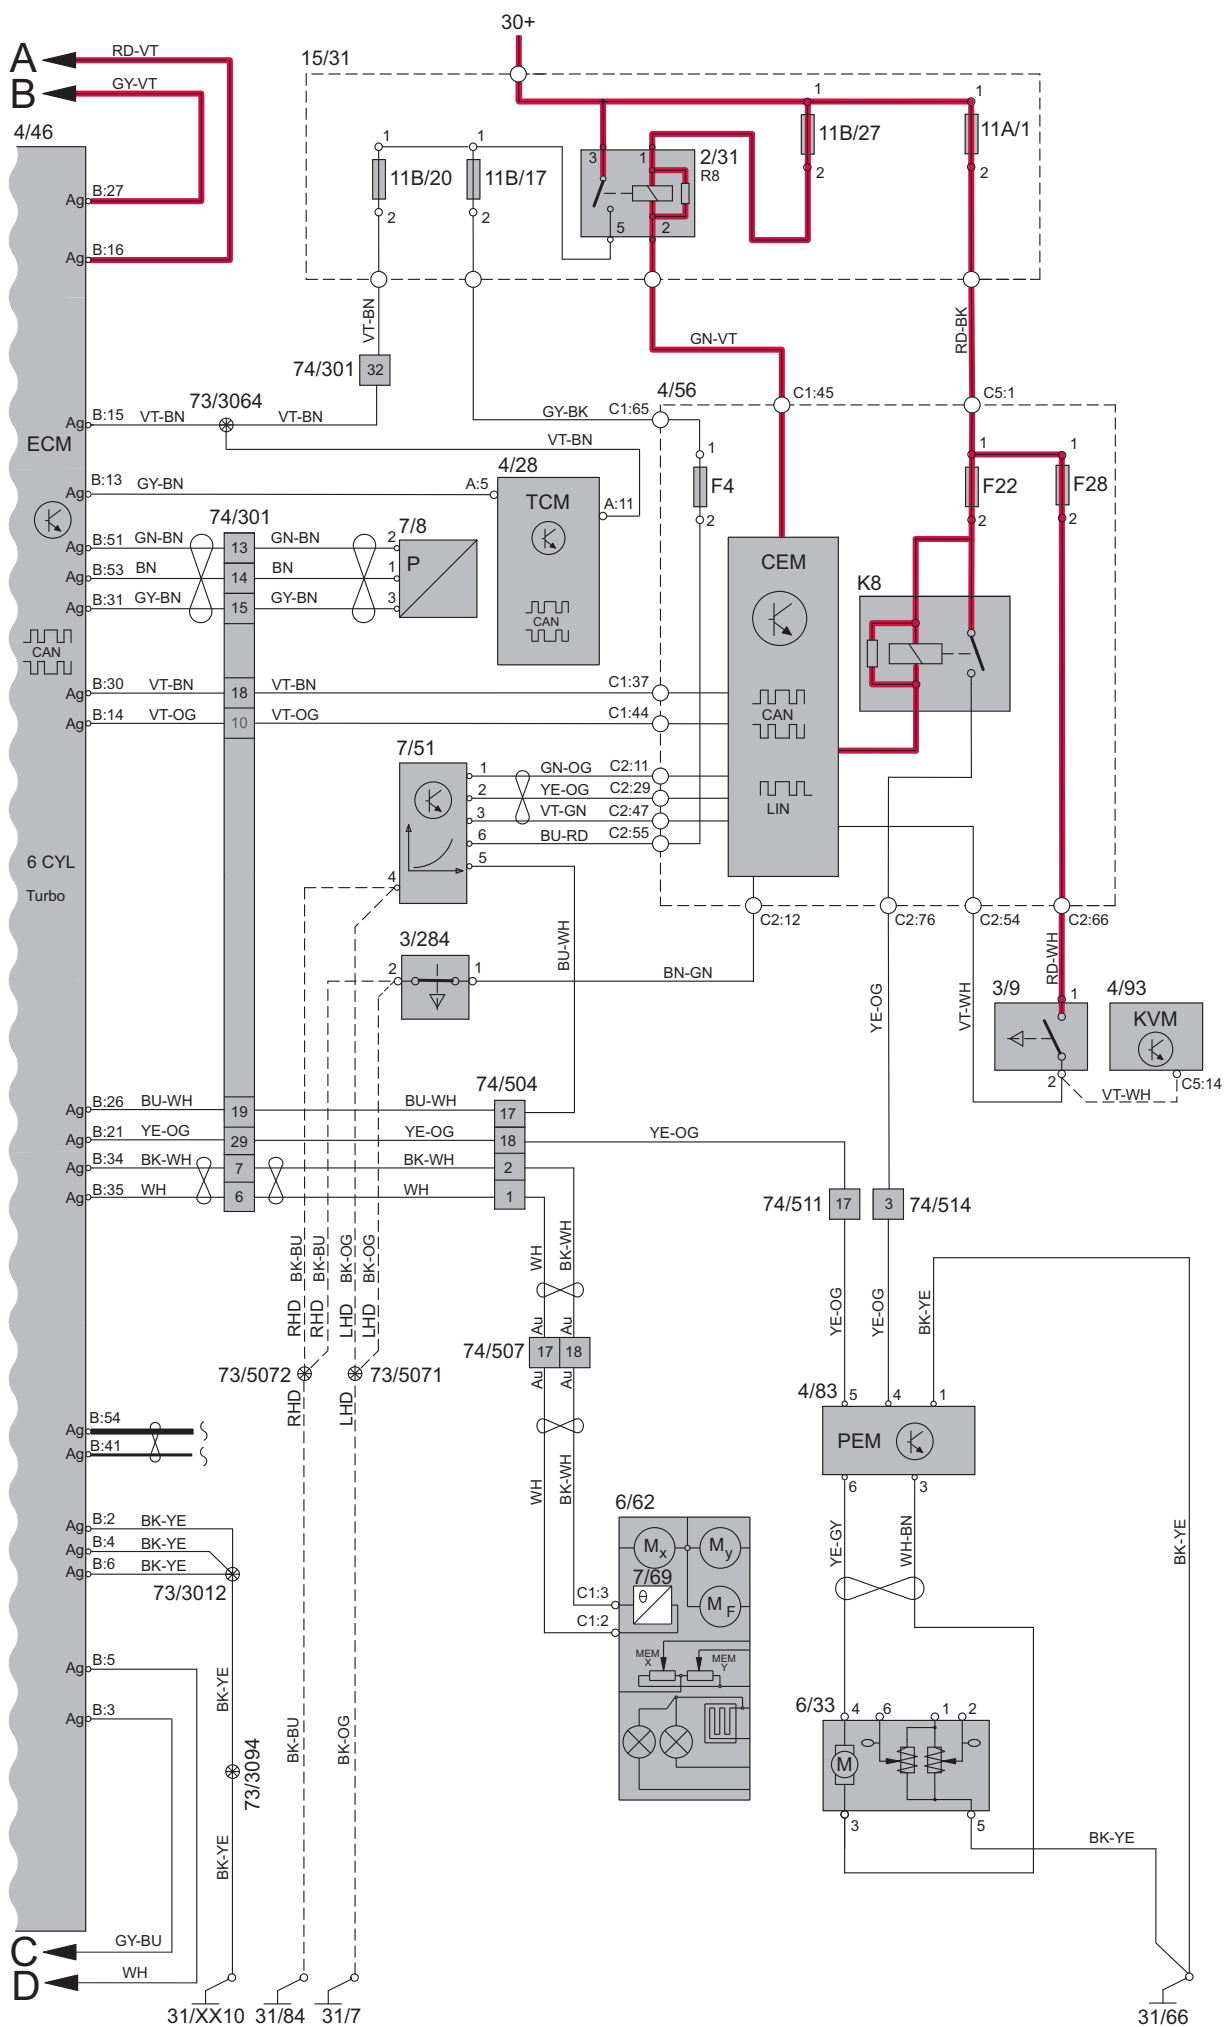 30+
15/31
A
RD-VT
B
GY-VT
4/46
1
1
1
1
11B/20
11B/17
3
1
2/31
R8
11B/27
11A/1
2
2
2
2
5
2
Ag B:27
Ag B:16
VT-BN
GN-VT
RD-BK
74/301
32
73/3064
4/56
C1:45
C5:1
Ag B:15 VT-BN
VT-BN
GY-BK
C1:65
ECM
VT-BN
1
1
1
4/28
Ag B:13 GY-BN
A:5
TCM
A:11
F4
F22
F28
2
2
2
74/301
7/8
Ag B:51 GN-BN
13
GN-BN
2
P
Ag B:53 BN
14
BN
1
Ag B:31 GY-BN
15
GY-BN
3
CEM
K8
CAN
CAN
Ag B:30 VT-BN
18
VT-BN
C1:37
Ag B:14 VT-OG
10
VT-OG
C1:44
CAN
7/51
1
GN-OG
C2:11
2
YE-OG
C2:29
3
VT-GN
C2:47
LIN
6
BU-RD
C2:55
5
4
6 CYL
Turbo
C2:12
C2:76
C2:54
C2:66
BU-WH
3/284
2
1
BN-GN
YE-OG
VT-WH
RD-WH
3/9
1
4/93
KVM
2
VT-WH
C5:14
74/504
Ag B:26 BU-WH
19
BU-WH
17
Ag B:21 YE-OG
29
YE-OG
18
YE-OG
Ag B:34 BK-WH
7
BK-WH
2
Ag B:35 WH
6
WH
1
74/511
17
3
74/514
RHD BK-BU
RHD BK-BU
LHD BK-OG
LHD BK-OG
WH
BK-WH
Au
Au
YE-OG
YE-OG
BK-YE
74/507
17
18
Au
Au
73/5072
73/5071
RHD
LHD
4/83
5
4
1
PEM
6
3
Ag B:54
Ag B:41
WH
BK-WH
6/62
Ag B:2 BK-YE
Ag B:4 BK-YE
Ag B:6 BK-YE
73/3012
Mx
My
YE-GY
WH-BN
BK-YE
7/69
C1:3
θ
MF
C1:2
MEM
X
MEM
Y
Ag B:5
Ag B:3
BK-YE
BK-BU
BK-OG
6/33
4
6
1
2
M
3
5
73/3094
BK-YE
BK-YE
C
GY-BU
D
WH
31/XX10
31/84
31/7
31/66